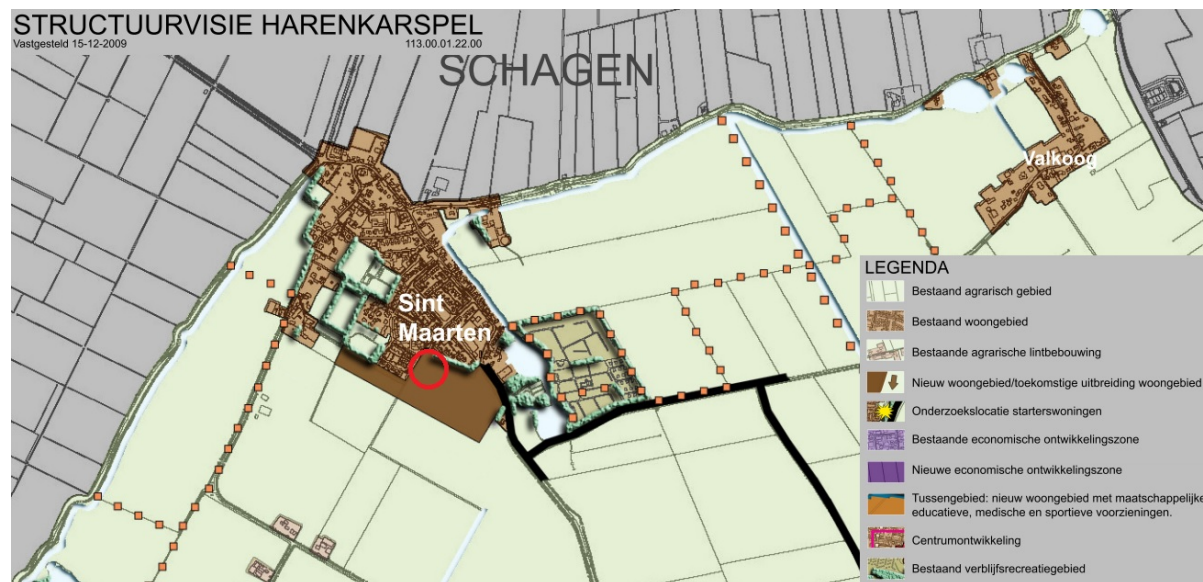 STRUCTUURVISIE HARENKARSPEL
Vastgesteld 15-12-2009
113.00.01.22.00
SCHAGEN
Valkoog
Sint
Maarten
LEGENDA
Bestaand agrarisch gebied
Bestaand woongebied
Bestaande agrarische lintbebouwing
Nieuw woongebied/toekomstige uitbreiding woongebied
Onderzoekslocatie starterswoningen
Bestaande economische ontwikkelingszone
Nieuwe economische ontwikkelingszone
Tussengebied: nieuw woongebied met maatschappelijke
educatieve, medische en sportieve voorzieningen.
Centrumontwikkeling
Bestaand verblijfsrecreatiegebied